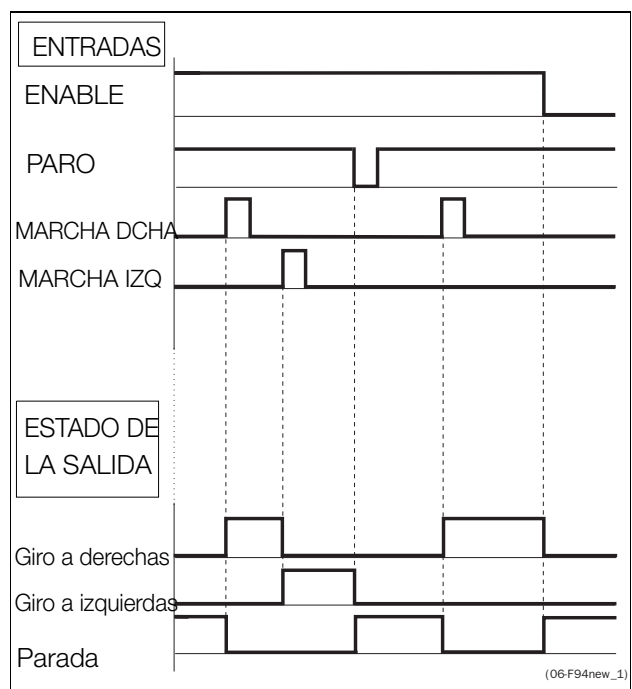 ENTRADAS
ENABLE
PARO
MARCHA DCHA
MARCHA IZQ
ESTADO DE
LA SALIDA
Giro a derechas
Giro a izquierdas
Parada
(06-F94new_1)